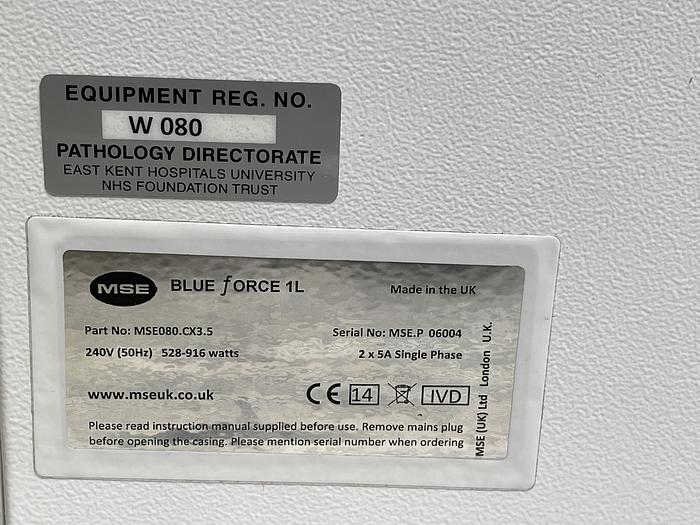 EQUIPMENT REG. NO.
W 080
PATHOLOGY DIRECTORATE
EAST KENT HOSPITALS UNIVERSITY
NHS FOUNDATION TRUST
MSE BLUE ƒORCE 1L Made in the UK
Part No: MSE080.CX3.5 Serial No: MSE.P 06004
240V (50Hz) 528-916 watts 2 x 5A Single Phase
www.mseuk.co.uk CE 14 IVD
Please read instruction manual supplied before use. Remove mains plug
before opening the casing. Please mention serial number when ordering
MSE (UK) Ltd London U.K.